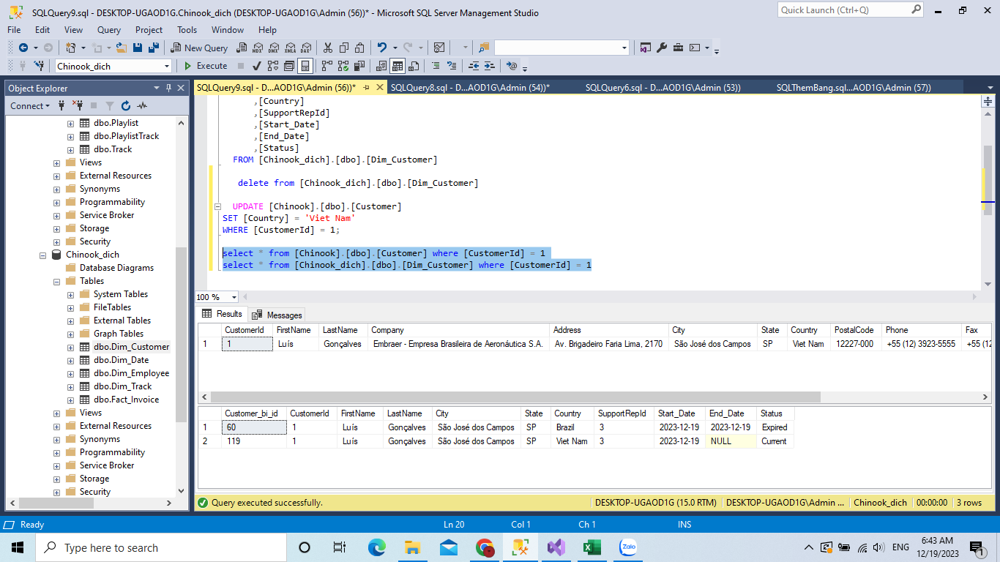 SQLQuery9.sql - DESKTOP-UGAOD1G.Chinook_dich (DESKTOP-UGAOD1G\Admin (56))* - Microsoft SQL Server Management Studio
Quick Launch (Ctrl+Q)
File Edit View Query Project Tools Window Help
New Query MDX DMX XMLA DAX
Chinook_dich Execute
Object Explorer
Connect
dbo.Playlist
dbo.PlaylistTrack
dbo.Track
Views
External Resources
Synonyms
Programmability
Service Broker
Storage
Security
Chinook_dich
Database Diagrams
Tables
System Tables
FileTables
External Tables
Graph Tables
dbo.Dim_Customer
dbo.Dim_Date
dbo.Dim_Employee
dbo.Dim_Track
dbo.Fact_Invoice
Views
External Resources
Synonyms
Programmability
Service Broker
Storage
Security
SQLQuery9.sql - D...AOD1G\Admin (56))* SQLQuery8.sql - D...AOD1G\Admin (54))* SQLQuery6.sql - D...AOD1G\Admin (53)) SQLThemBang.sql...AOD1G\Admin (57))
,[Country]
,[SupportRepId]
,[Start_Date]
,[End_Date]
,[Status]
FROM [Chinook_dich].[dbo].[Dim_Customer]
delete from [Chinook_dich].[dbo].[Dim_Customer]
UPDATE [Chinook].[dbo].[Customer]
SET [Country] = 'Viet Nam'
WHERE [CustomerId] = 1;
select * from [Chinook].[dbo].[Customer] where [CustomerId] = 1
select * from [Chinook_dich].[dbo].[Dim_Customer] where [CustomerId] = 1
100 %
Results Messages
CustomerId FirstName LastName Company Address City State Country PostalCode Phone Fax
1 1 Luís Gonçalves Embraer - Empresa Brasileira de Aeronáutica S.A. Av. Brigadeiro Faria Lima, 2170 São José dos Campos SP Viet Nam 12227-000 +55 (12) 3923-5555 +55 (12
Customer_bi_id CustomerId FirstName LastName City State Country SupportRepId Start_Date End_Date Status
1 60 1 Luís Gonçalves São José dos Campos SP Brazil 3 2023-12-19 2023-12-19 Expired
2 119 1 Luís Gonçalves São José dos Campos SP Viet Nam 3 2023-12-19 NULL Current
Query executed successfully. DESKTOP-UGAOD1G (15.0 RTM) DESKTOP-UGAOD1G\Admin ... Chinook_dich 00:00:00 3 rows
Ready Ln 20 Col 1 Ch 1 INS
Type here to search
Zalo
ENG
6:43 AM
12/19/2023
1